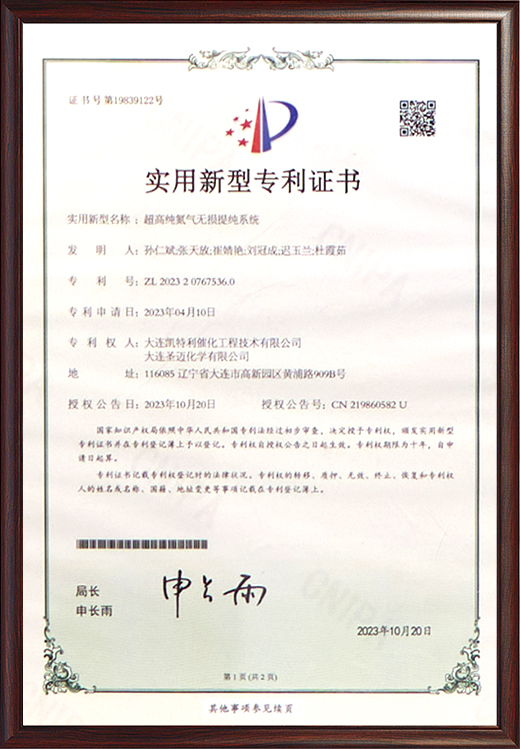 证书号第19839122号
实用新型专利证书
实用新型名称：超高纯氮气无损提纯系统
发明人：孙仁斌;张天放;崔婧艳;刘冠成;迟玉兰;杜霞茹
专利号：ZL 2023 2 0767536.0
专利申请日：2023年04月10日
专利权人：大连凯特利催化工程技术有限公司
大连圣迈化学有限公司
地址：116085 辽宁省大连市高新园区黄浦路909B号
授权公告日：2023年10月20日 授权公告号：CN 219860582 U
国家知识产权局依照中华人民共和国专利法经过初步审查，决定授予专利权，颁发实用新型
专利证书并在专利登记簿上予以登记。专利权自授权公告之日起生效。专利权期限为十年，自申
请日起算。
专利证书记载专利权登记时的法律状况。专利权的转移、质押、无效、终止、恢复和专利权
人的姓名或名称、国籍、地址变更等事项记载在专利登记簿上。
局长
申长雨
申长雨
2023年10月20日
第 1 页 (共 2 页)
其他事项参见续页